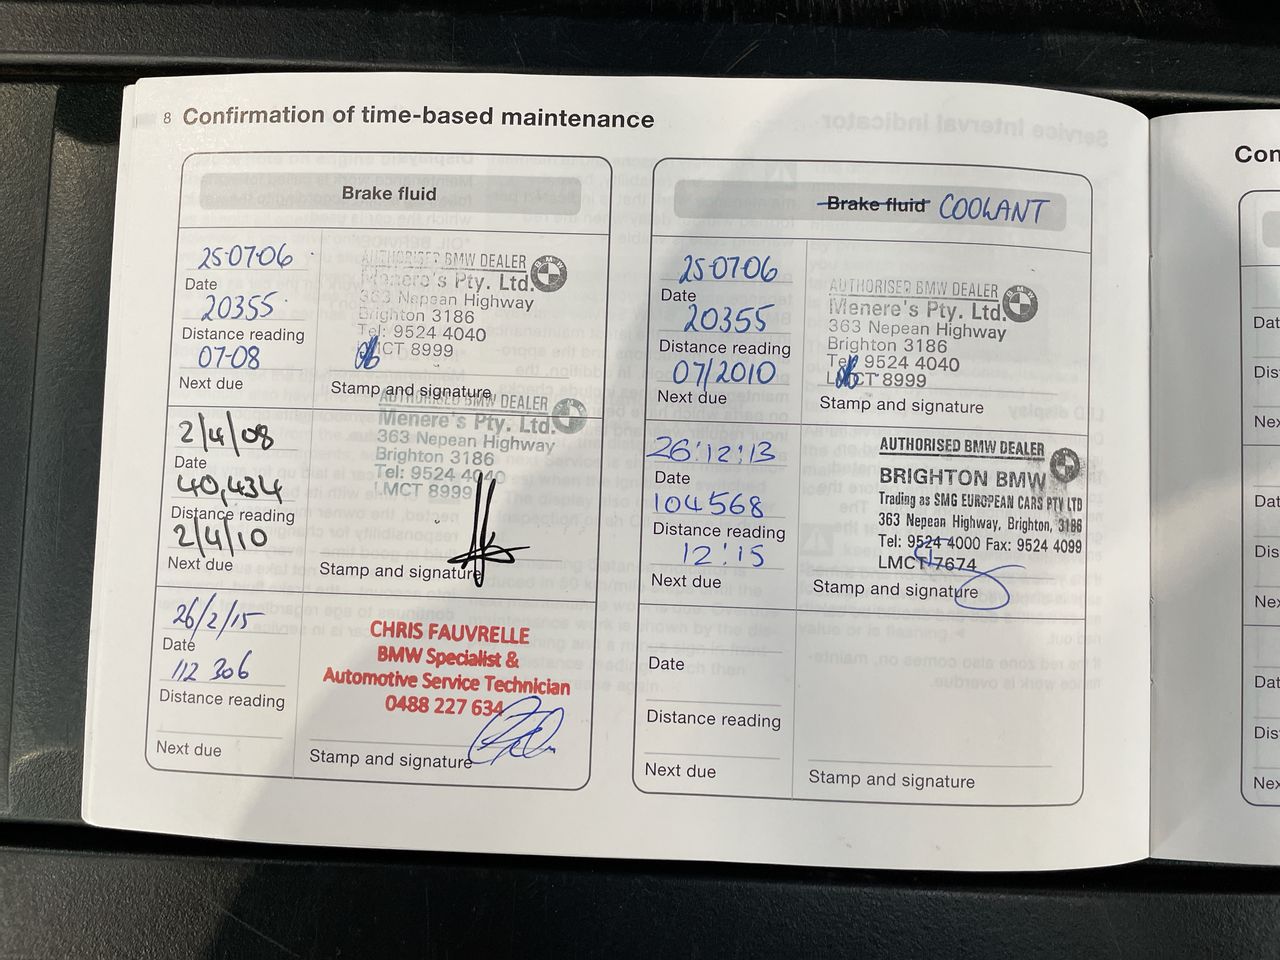 8 Confirmation of time-based maintenance
Brake fluid
25·07·06
Date
20355
Distance reading
07-08
Next due
AUTHORISED BMW DEALER
Menere's Pty. Ltd.
363 Nepean Highway
Brighton 3186
Tel: 9524 4040
LMCT 8999
Stamp and signature
2/4/08
Date
40,434
Distance reading
2/4/10
Next due
AUTHORISED BMW DEALER
Menere's Pty. Ltd.
363 Nepean Highway
Brighton 3186
Tel: 9524 4040
LMCT 8999
Stamp and signature
26/2/15
Date
112 306
Distance reading
Next due
CHRIS FAUVRELLE
BMW Specialist &
Automotive Service Technician
0488 227 634
Stamp and signature
Brake fluid COOLANT
25·07·06
Date
20355
Distance reading
07/2010
Next due
AUTHORISED BMW DEALER
Menere's Pty. Ltd.
363 Nepean Highway
Brighton 3186
Tel: 9524 4040
LMCT 8999
Stamp and signature
26:12:13
Date
104568
Distance reading
12:15
Next due
AUTHORISED BMW DEALER
BRIGHTON BMW
Trading as SMG EUROPEAN CARS PTY LTD
363 Nepean Highway, Brighton, 3186
Tel: 9524 4000 Fax: 9524 4099
LMCT 7674
Stamp and signature
Date
Distance reading
Next due
Stamp and signature
Con
Dat
Dis
Nex
Dat
Dis
Nex
Dat
Dis
Nex